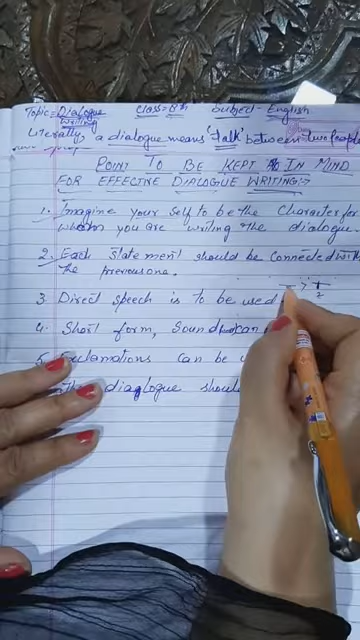 Topic = Dialogue Writing Class = 8th Subject - English
Literally, a dialogue means 'talk' between two people
POINT TO BE KEPT IN MIND
FOR EFFECTIVE DIALOGUE WRITING :-
1. Imagine your self to be the character for
whom you are writing the dialogue.
2. Each statement should be connected with
the previous one.
3. Direct speech is to be used
4. Short form, Sound can
5. Exclamations can be
The dialogue should